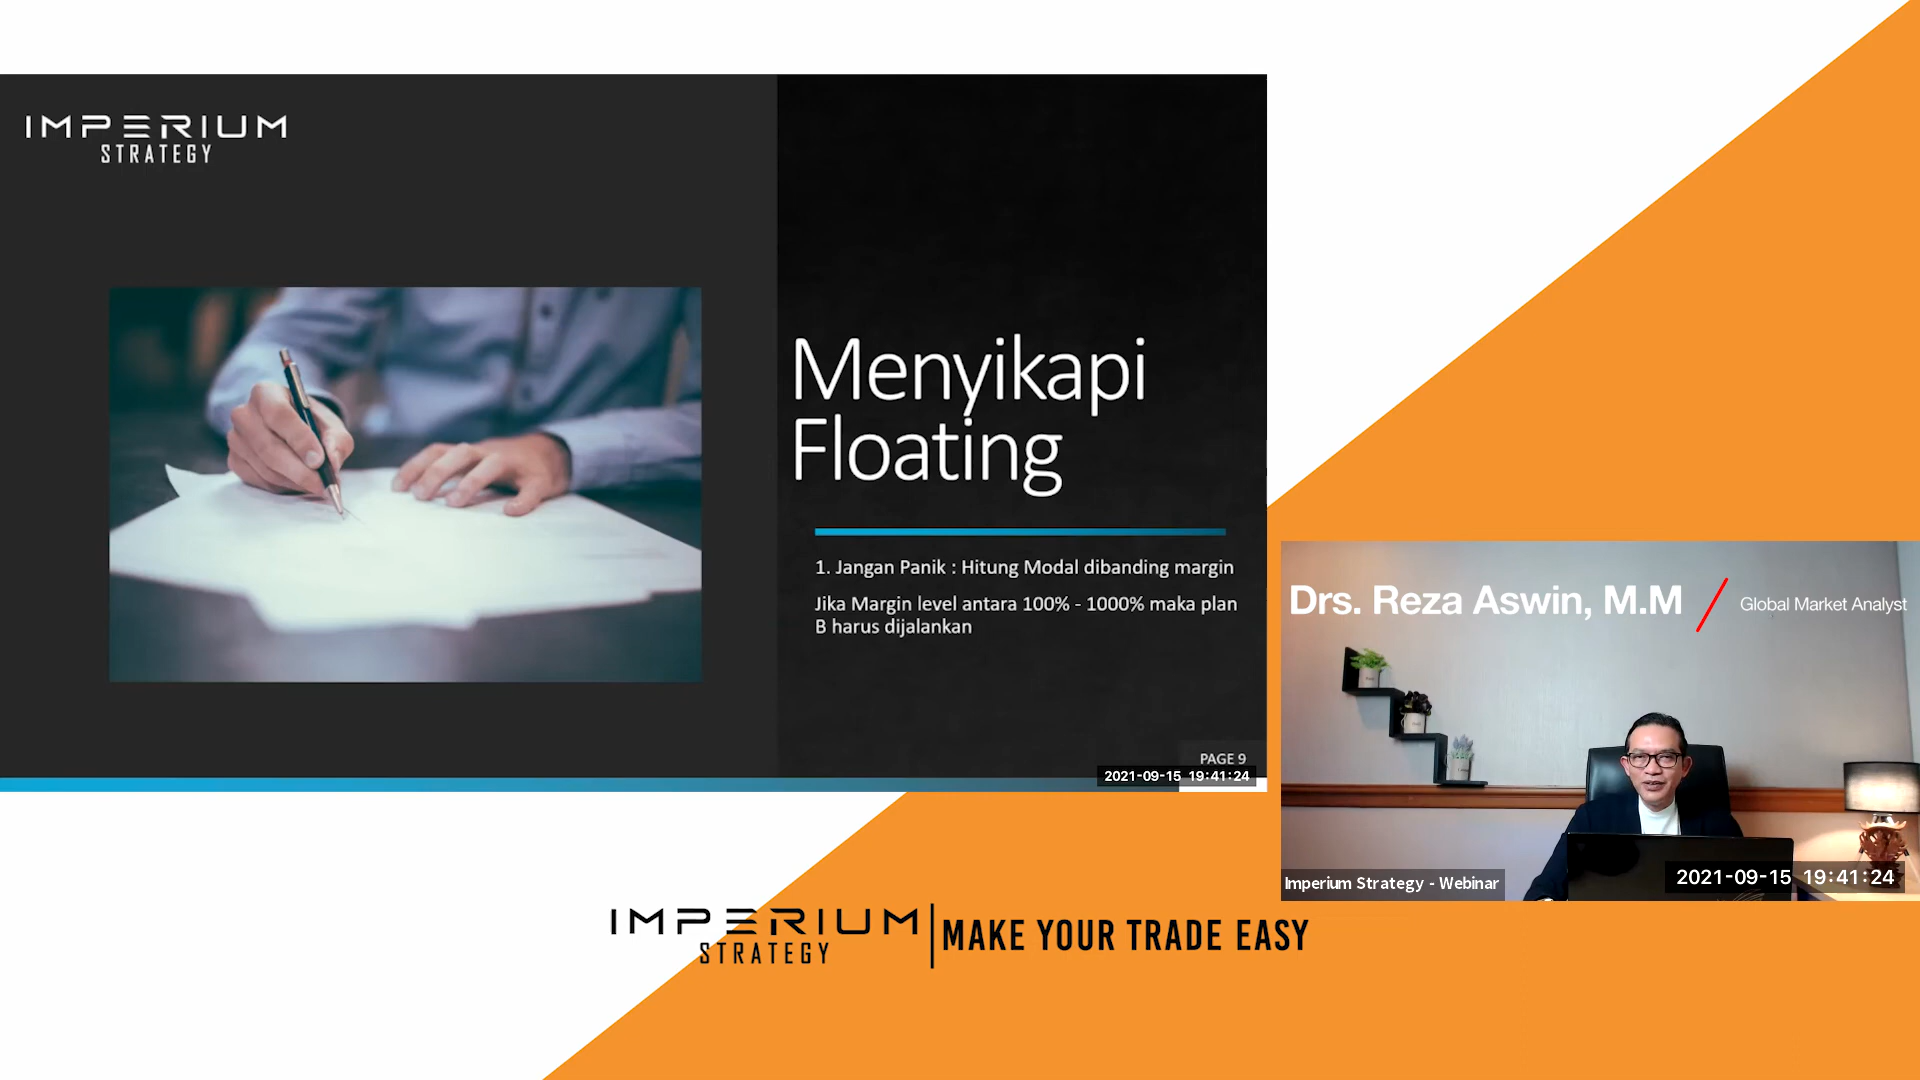 IMPERIUM
STRATEGY
Menyikapi
Floating
1. Jangan Panik : Hitung Modal dibanding margin
Jika Margin level antara 100% - 1000% maka plan
B harus dijalankan
PAGE 9
2021-09-15 19:41:24
Drs. Reza Aswin, M.M / Global Market Analyst
Imperium Strategy - Webinar
2021-09-15 19:41:24
IMPERIUM
STRATEGY
MAKE YOUR TRADE EASY